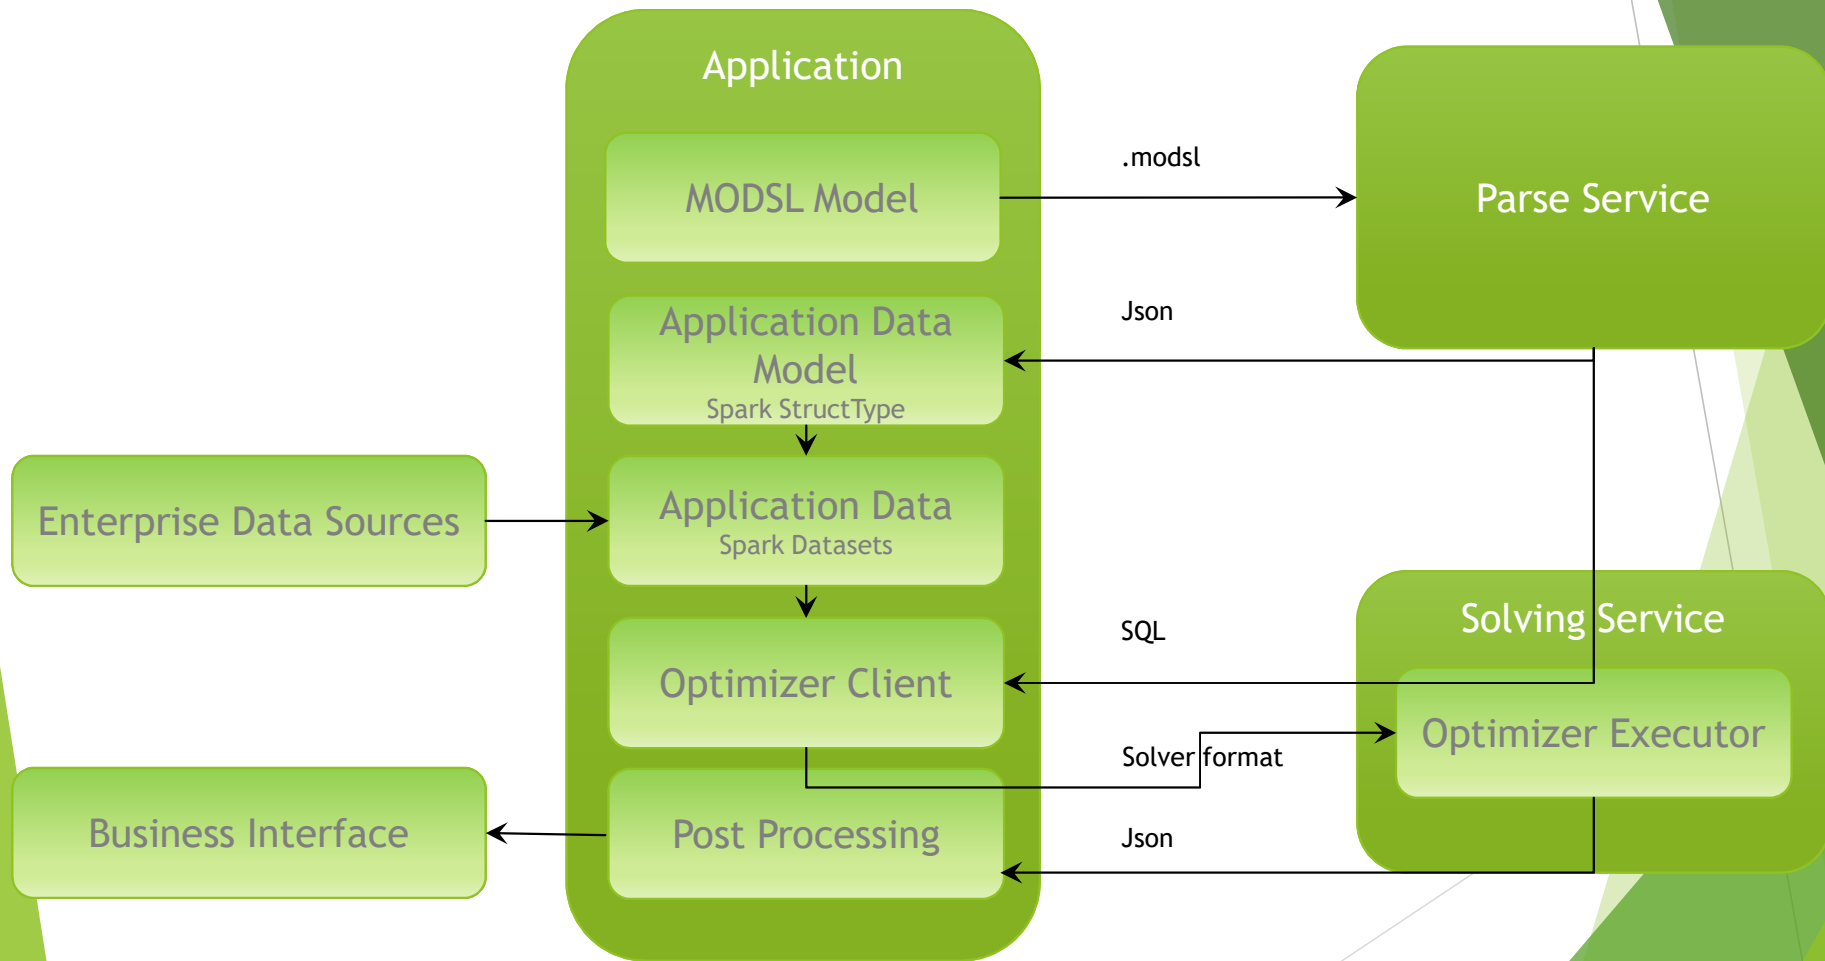 Application
MODSL Model
.modsl
Parse Service
Application Data
Model
Spark StructType
Json
Enterprise Data Sources
Application Data
Spark Datasets
Optimizer Client
SQL
Solving Service
Optimizer Executor
Solver format
Business Interface
Post Processing
Json